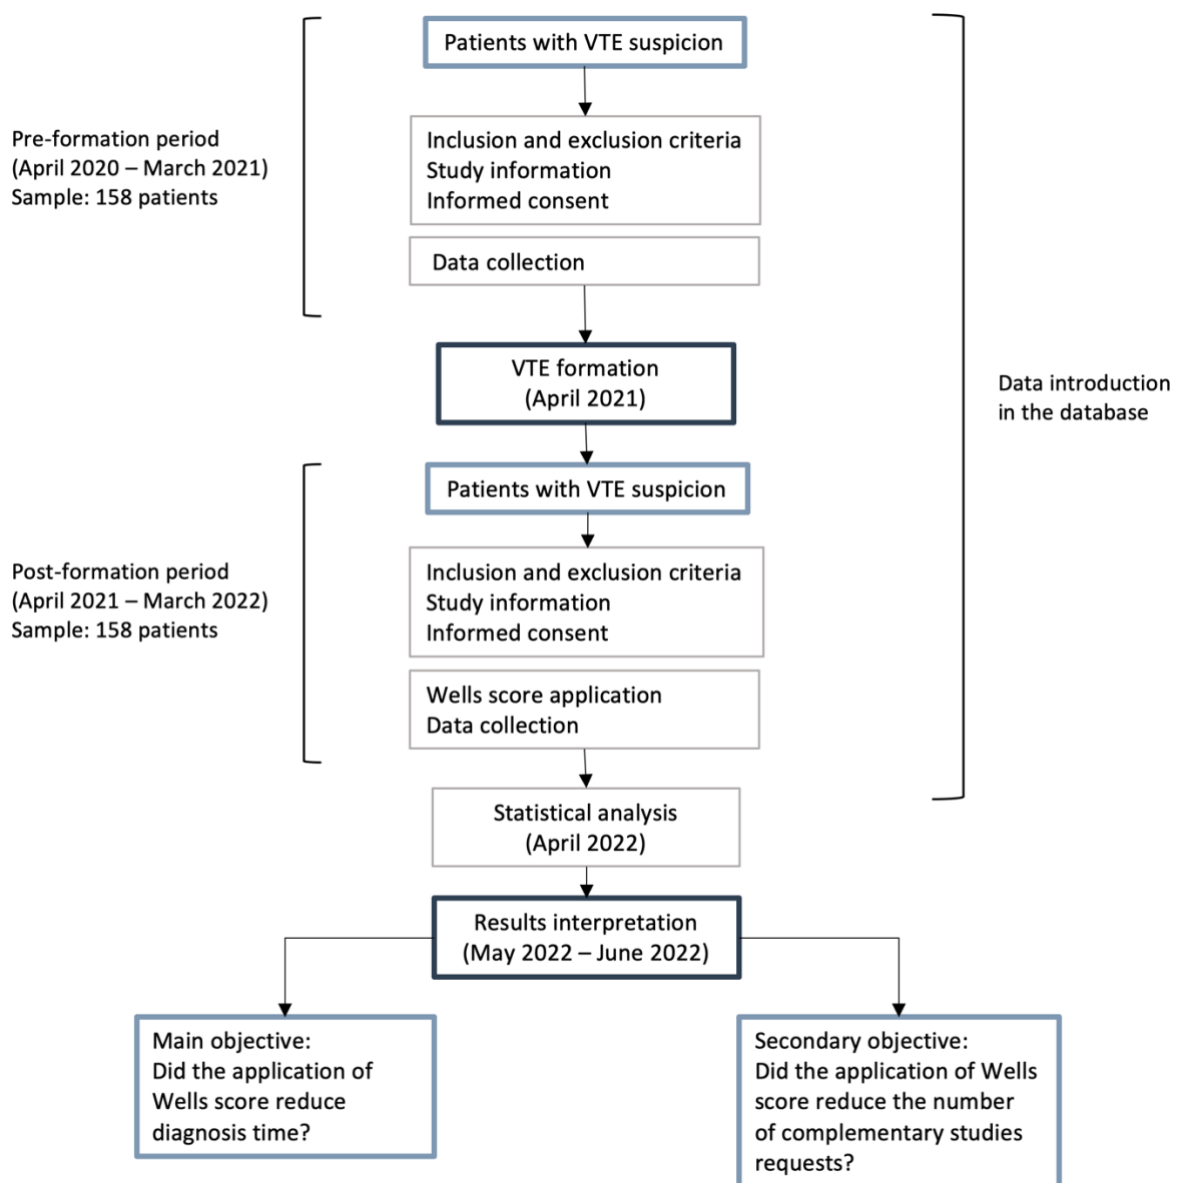 Patients with VTE suspicion
Pre-formation period
(April 2020 – March 2021)
Sample: 158 patients
Inclusion and exclusion criteria
Study information
Informed consent
Data collection
VTE formation
(April 2021)
Data introduction
in the database
Patients with VTE suspicion
Post-formation period
(April 2021 – March 2022)
Sample: 158 patients
Inclusion and exclusion criteria
Study information
Informed consent
Wells score application
Data collection
Statistical analysis
(April 2022)
Results interpretation
(May 2022 – June 2022)
Main objective:
Did the application of
Wells score reduce
diagnosis time?
Secondary objective:
Did the application of Wells
score reduce the number
of complementary studies
requests?